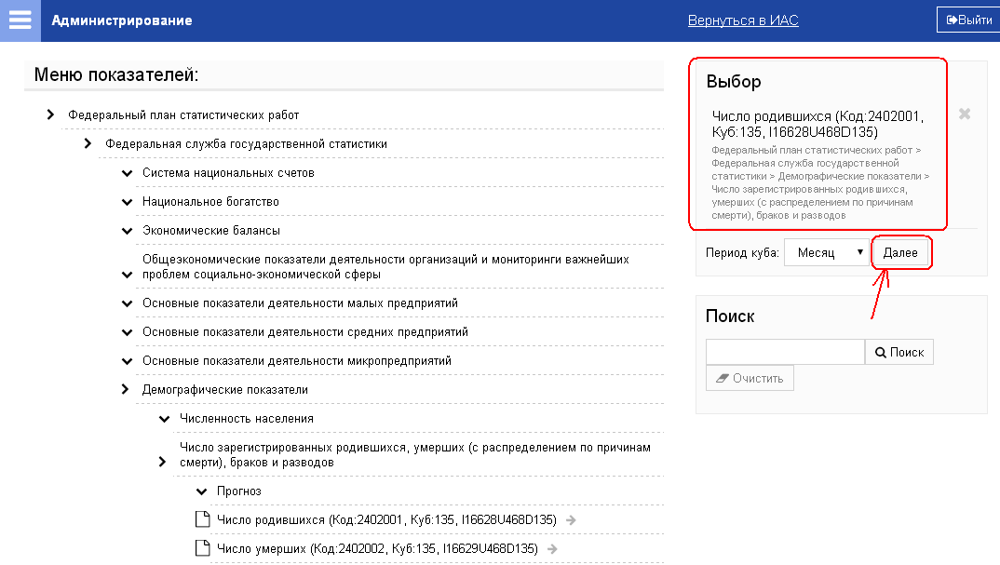 Администрирование
Вернуться в ИАС
Выйти
Меню показателей:
Федеральный план статистических работ
Федеральная служба государственной статистики
Система национальных счетов
Национальное богатство
Экономические балансы
Общеэкономические показатели деятельности организаций и мониторинги важнейших
проблем социально-экономической сферы
Основные показатели деятельности малых предприятий
Основные показатели деятельности средних предприятий
Основные показатели деятельности микропредприятий
Демографические показатели
Численность населения
Число зарегистрированных родившихся, умерших (с распределением по причинам
смерти), браков и разводов
Прогноз
Число родившихся (Код:2402001, Куб:135, I16628U468D135)
Число умерших (Код:2402002, Куб:135, I16629U468D135)
Выбор
Число родившихся (Код:2402001,
Куб:135, I16628U468D135)
Федеральный план статистических работ >
Федеральная служба государственной
статистики > Демографические показатели >
Число зарегистрированных родившихся,
умерших (с распределением по причинам
смерти), браков и разводов
Период куба: Месяц Далее
Поиск
Поиск
Очистить